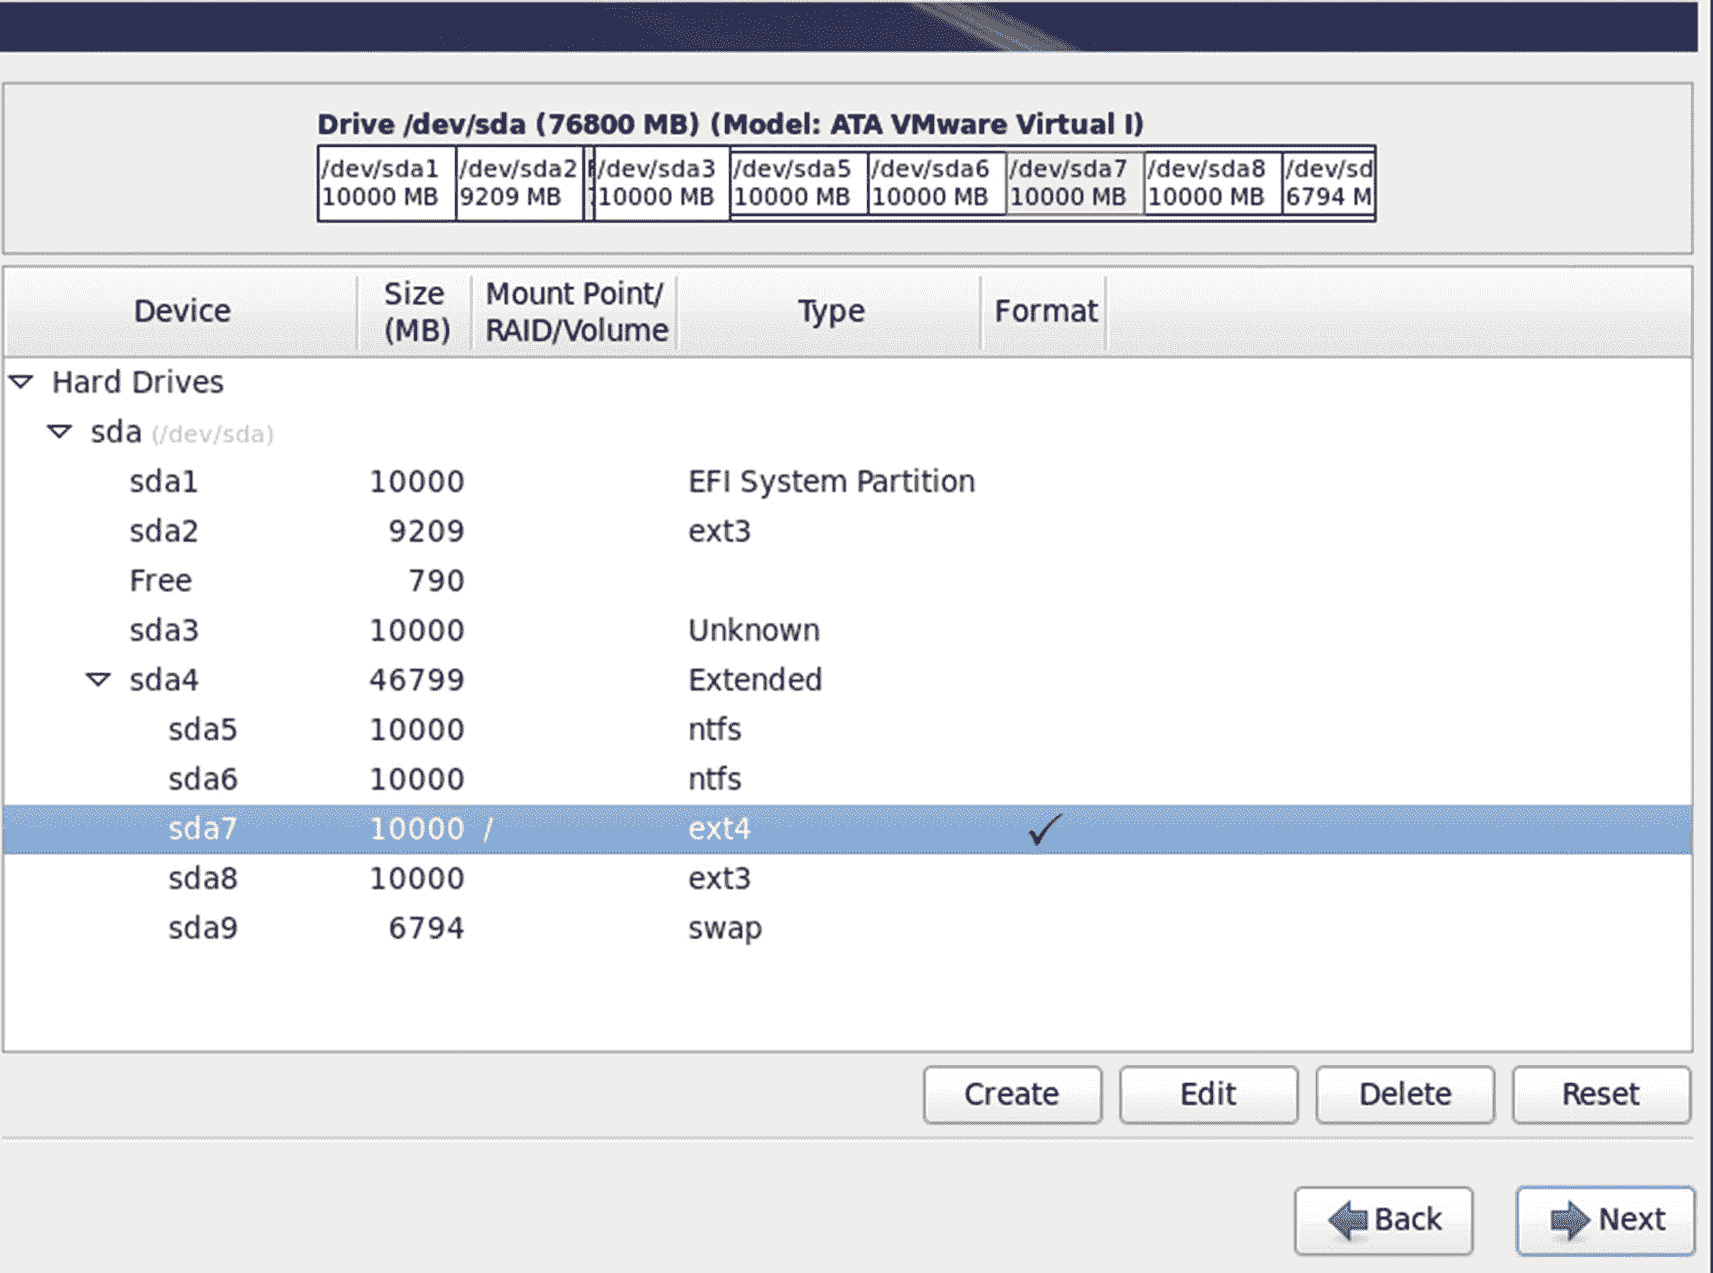 Drive /dev/sda (76800 MB) (Model: ATA VMware Virtual I)
/dev/sda1 /dev/sda2 /dev/sda3 /dev/sda5 /dev/sda6 /dev/sda7 /dev/sda8 /dev/sd
10000 MB 9209 MB 10000 MB 10000 MB 10000 MB 10000 MB 10000 MB 6794 M
Device Size (MB) Mount Point/ RAID/Volume Type Format
Hard Drives
sda (/dev/sda)
sda1 10000 EFI System Partition
sda2 9209 ext3
Free 790
sda3 10000 Unknown
sda4 46799 Extended
sda5 10000 ntfs
sda6 10000 ntfs
sda7 10000 / ext4 ✓
sda8 10000 ext3
sda9 6794 swap
Create Edit Delete Reset
Back Next